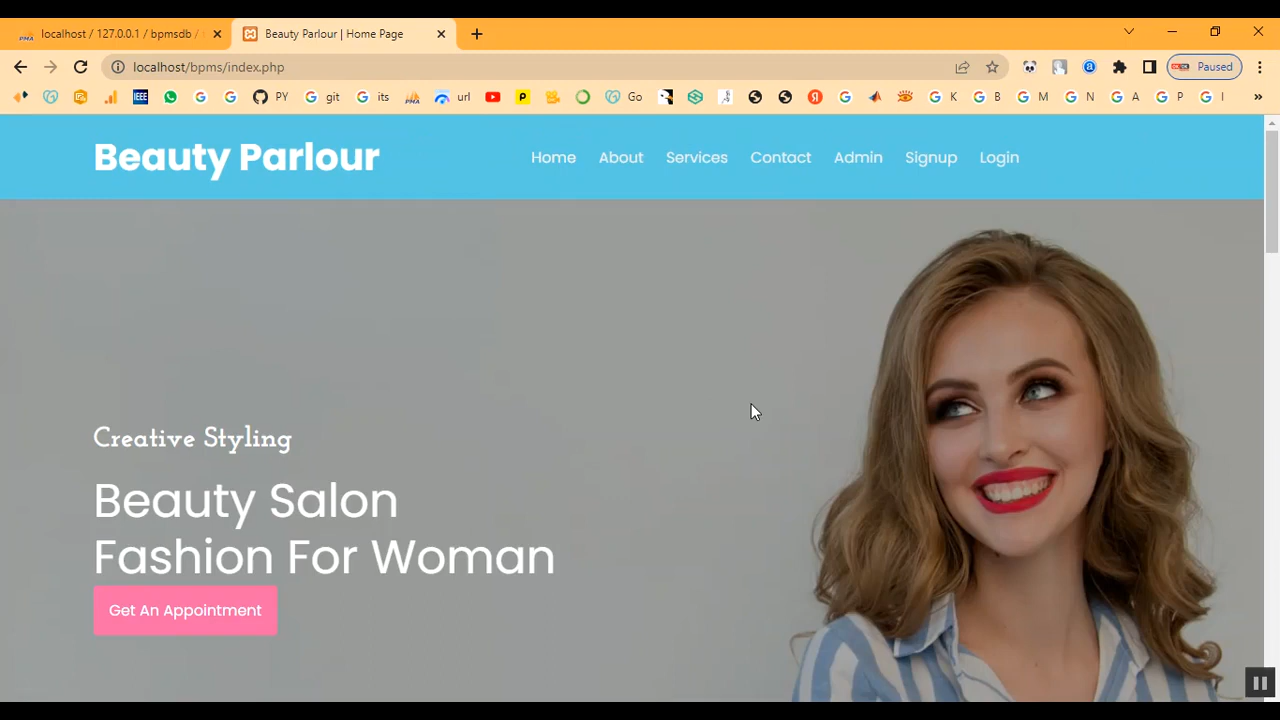 localhost / 127.0.0.1 / bpmsdb /
Beauty Parlour | Home Page
localhost/bpms/index.php
Paused
IEEE
PY
git
its
url
Go
K
B
M
N
A
P
I
Beauty Parlour
Home
About
Services
Contact
Admin
Signup
Login
Creative Styling
Beauty Salon
Fashion For Woman
Get An Appointment